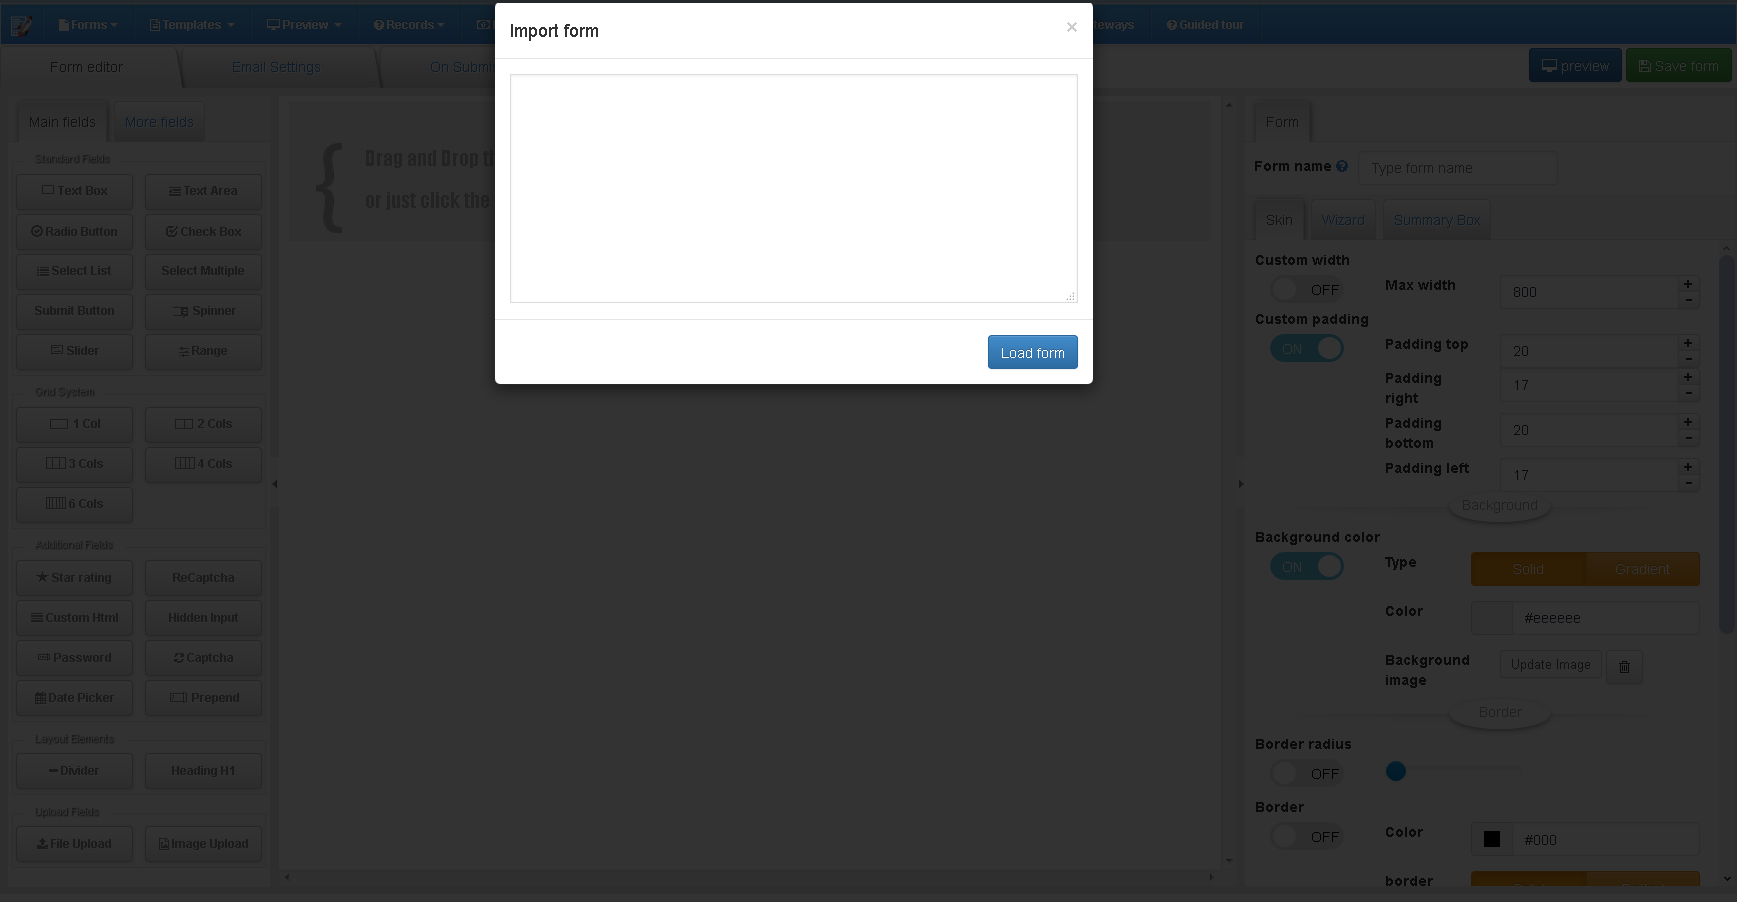 Forms
Templates
Preview
Records
eways
Guided tour
Import form
×
Form editor
Email Settings
On Submi
preview
Save form
Main fields
More fields
Standard Fields
Text Box
Text Area
Radio Button
Check Box
Select List
Select Multiple
Submit Button
Spinner
Slider
Range
Grid System
1 Col
2 Cols
3 Cols
4 Cols
6 Cols
Additional Fields
Star rating
ReCaptcha
Custom Html
Hidden Input
Password
Captcha
Date Picker
Prepend
Layout Elements
Divider
Heading H1
Upload Fields
File Upload
Image Upload
{ Drag and Drop th
or just click the
Load form
Form
Form name
Type form name
Skin
Wizard
Summary Box
Custom width
OFF
Max width
800
+
-
Custom padding
ON
Padding top
20
+
-
Padding
right
17
+
-
Padding
bottom
20
+
-
Padding left
17
+
-
Background
Background color
ON
Type
Solid
Gradient
Color
#eeeeee
Background
image
Update Image
Border
Border radius
OFF
Border
OFF
Color
#000
border